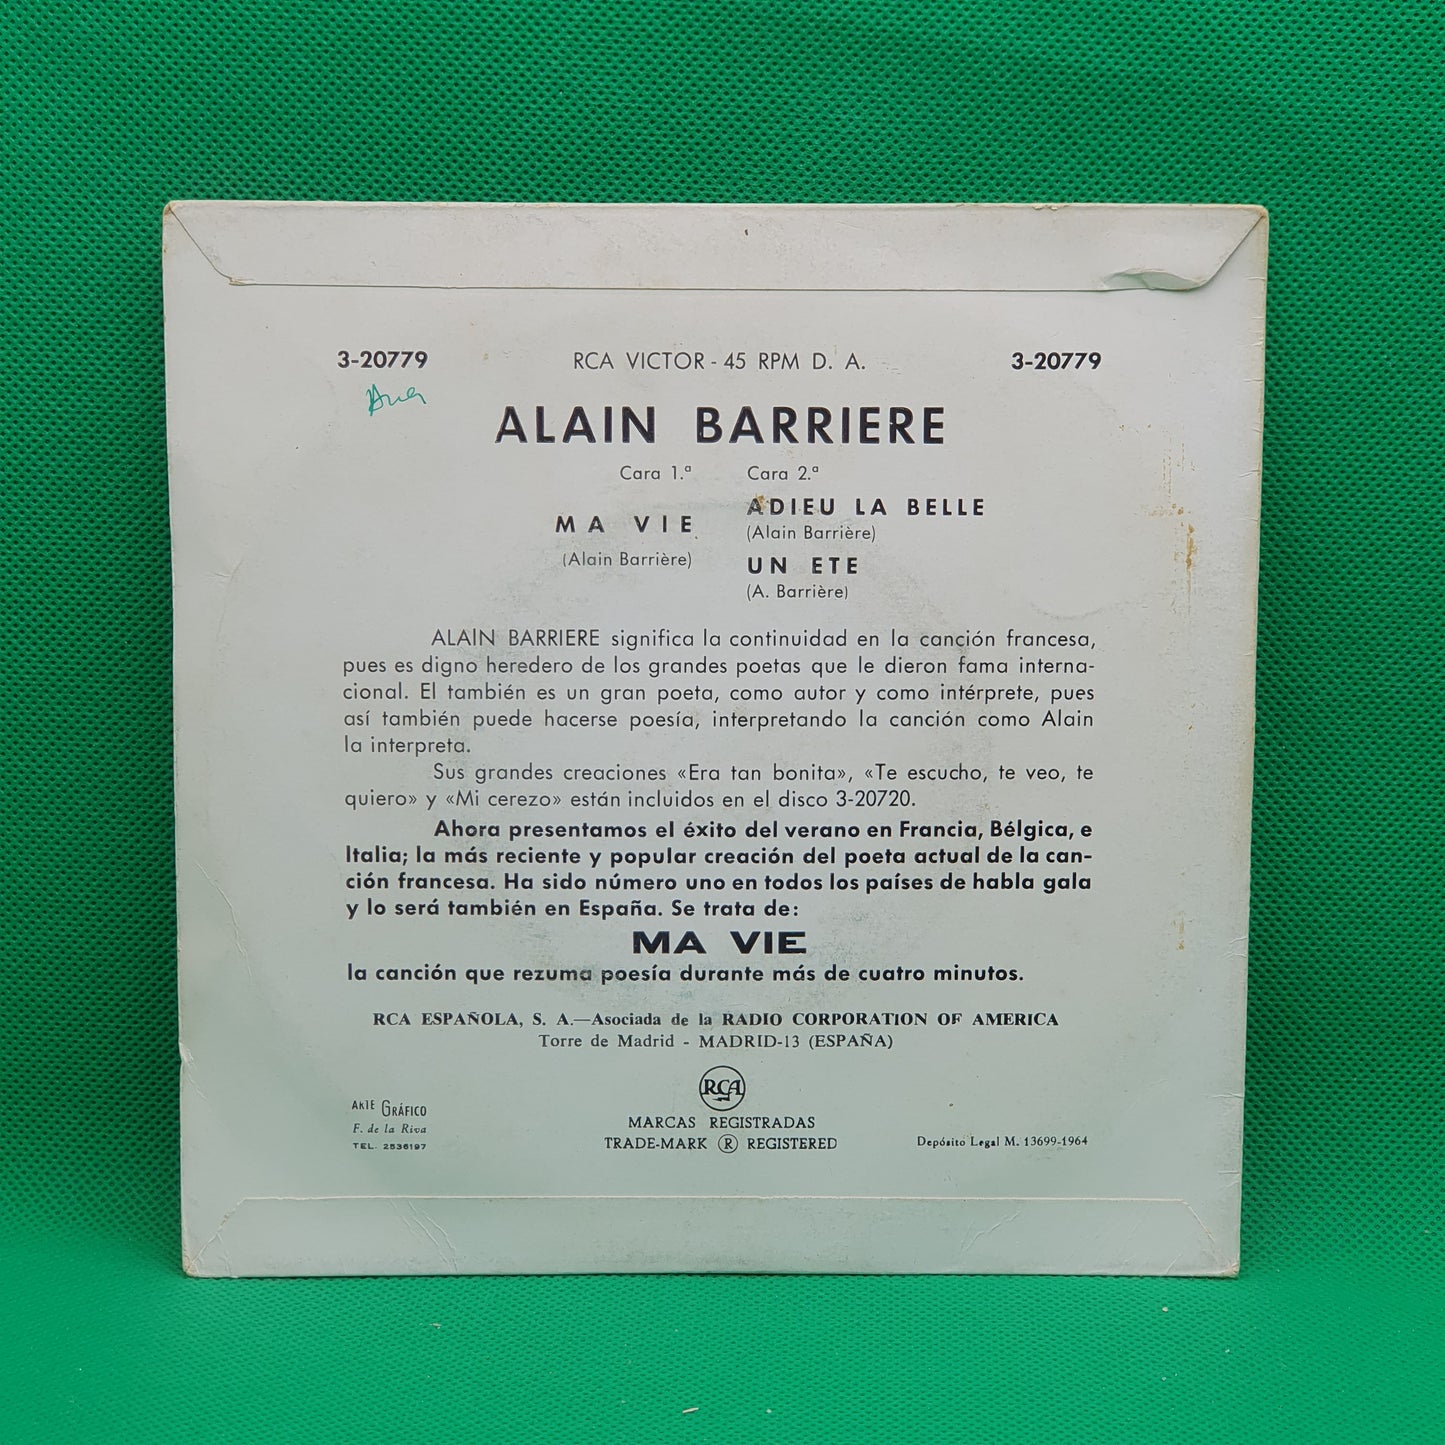 3-20779 RCA VICTOR - 45 RPM D. A. 3-20779
ALAIN BARRIERE
Cara 1.ª
MA VIE
(Alain Barrière)
Cara 2.ª
ADIEU LA BELLE
(Alain Barrière)
UN ETE
(A. Barrière)
ALAIN BARRIERE significa la continuidad en la canción francesa,
pues es digno heredero de los grandes poetas que le dieron fama interna-
cional. El también es un gran poeta, como autor y como intérprete, pues
así también puede hacerse poesía, interpretando la canción como Alain
la interpreta.
Sus grandes creaciones «Era tan bonita», «Te escucho, te veo, te
quiero» y «Mi cerezo» están incluidos en el disco 3-20720.
Ahora presentamos el éxito del verano en Francia, Bélgica, e
Italia; la más reciente y popular creación del poeta actual de la can-
ción francesa. Ha sido número uno en todos los países de habla gala
y lo será también en España. Se trata de:
MA VIE
la canción que rezuma poesía durante más de cuatro minutos.
RCA ESPAÑOLA, S. A.—Asociada de la RADIO CORPORATION OF AMERICA
Torre de Madrid - MADRID-13 (ESPAÑA)
RCA
MARCAS REGISTRADAS
TRADE-MARK ® REGISTERED
ARTE GRÁFICO
F. de la Riva
TEL. 2536197
Depósito Legal M. 13699-1964